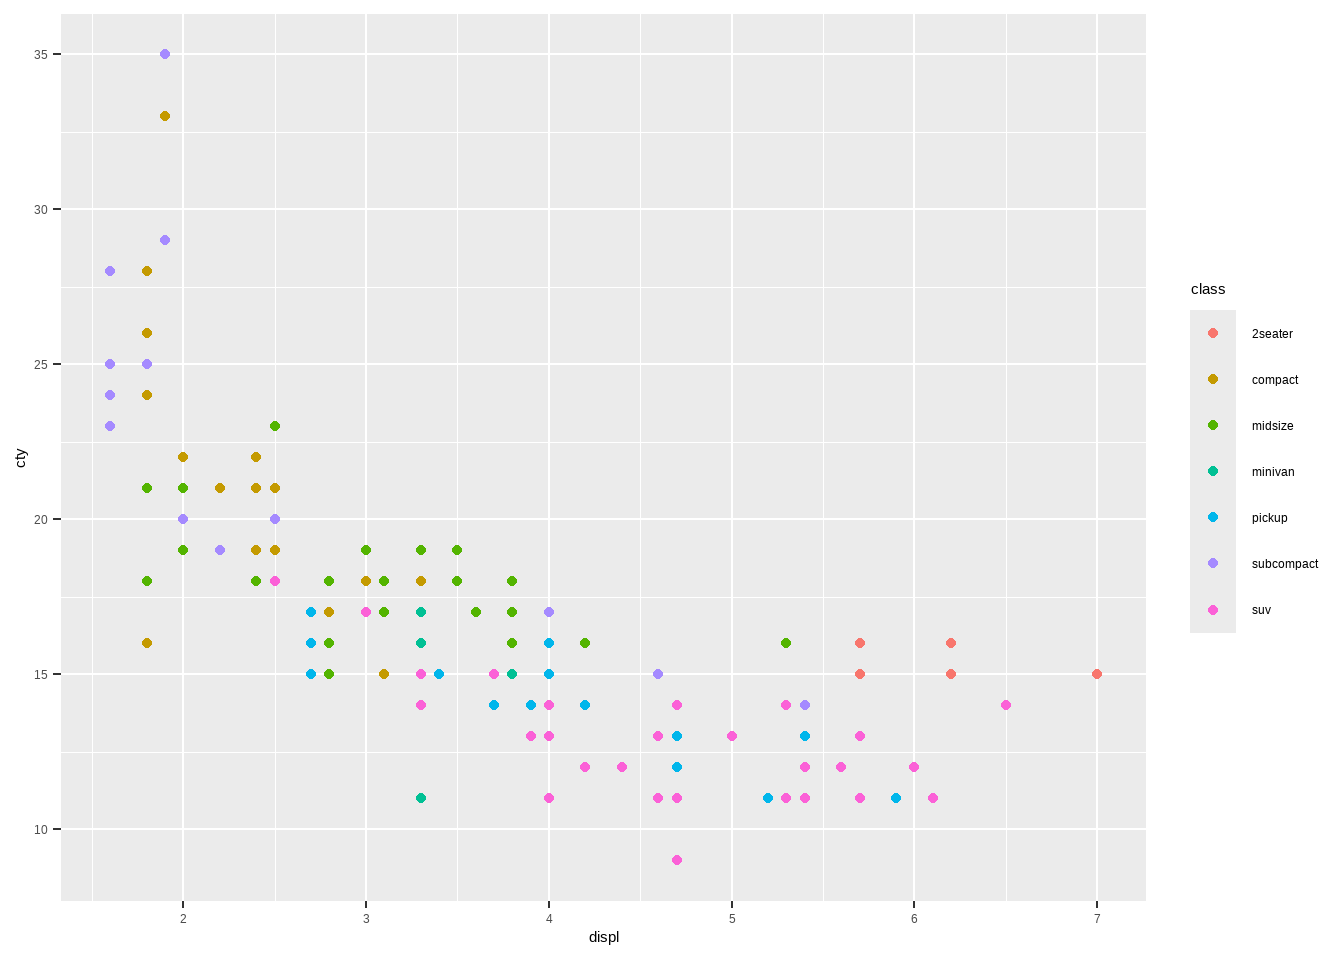 35
30
25
20
15
10
cty
2 3 4 5 6 7
displ
class
2seater
compact
midsize
minivan
pickup
subcompact
suv